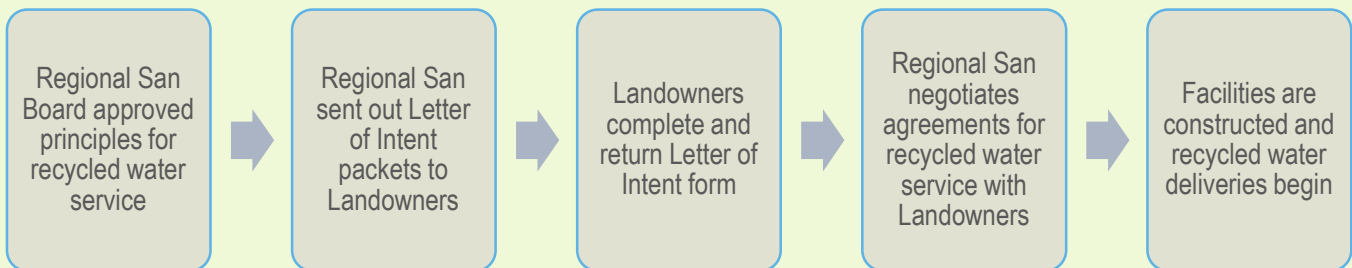 Regional San
Board approved
principles for
recycled water
service
Regional San
sent out Letter
of Intent
packets to
Landowners
Landowners
complete and
return Letter of
Intent form
Regional San
negotiates
agreements for
recycled water
service with
Landowners
Facilities are
constructed and
recycled water
deliveries begin